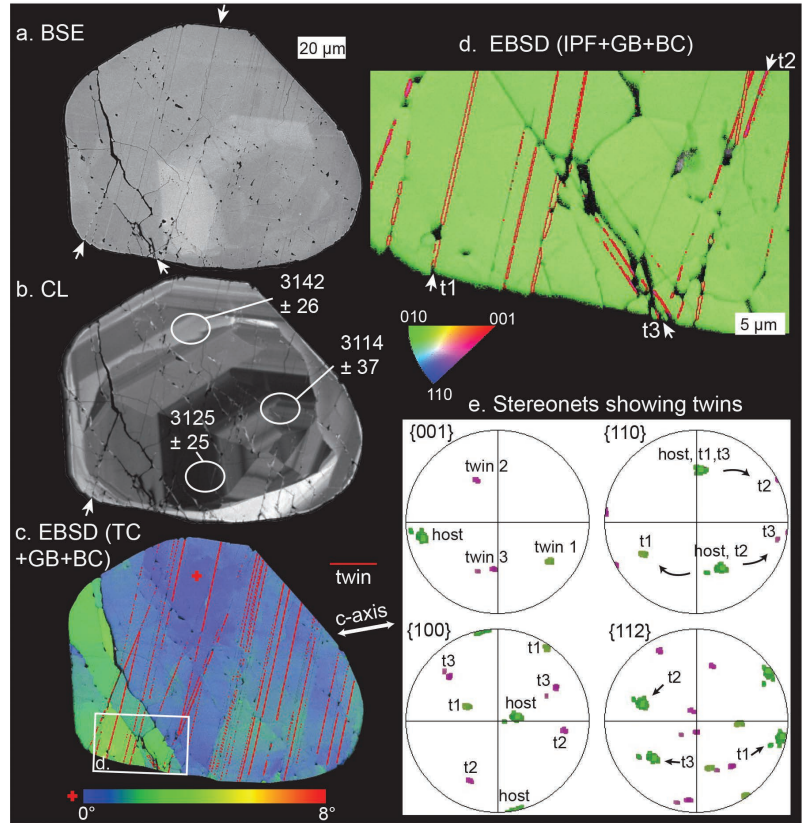 a. BSE
20 µm
b. CL
3142
± 26
3114
± 37
3125
± 25
c. EBSD (TC
+GB+BC)
twin
c-axis
d.
0°
8°
d. EBSD (IPF+GB+BC)
t2
t1
t3
5 µm
010
001
110
e. Stereonets showing twins
{001}
twin 2
host
twin 3
twin 1
{110}
host, t1,t3
t2
t1
host, t2
t3
{100}
t3
t1
t1
host
t3
t2
t2
host
{112}
t2
t3
t1